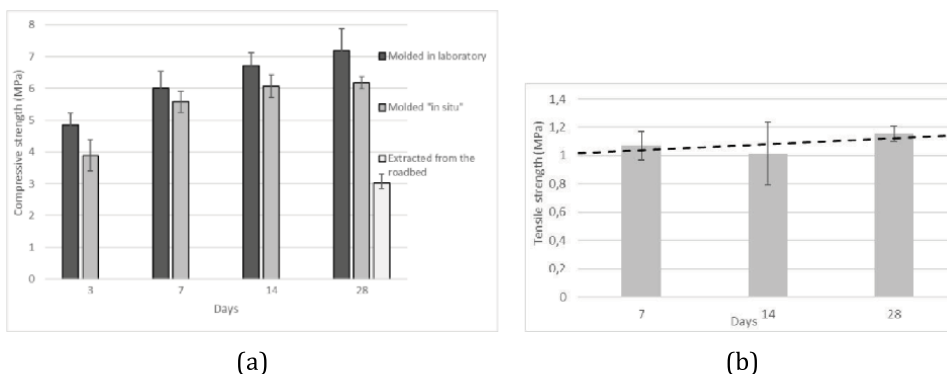 8
7
6
5
4
3
2
1
0
Compressive strength (MPa)
3
7
14
28
Days
Molded in laboratory
Molded "in situ"
Extracted from the
roadbed
(a)
1,4
1,2
1
0,8
0,6
0,4
0,2
0
Tensile strength (MPa)
7
14
28
Days
(b)